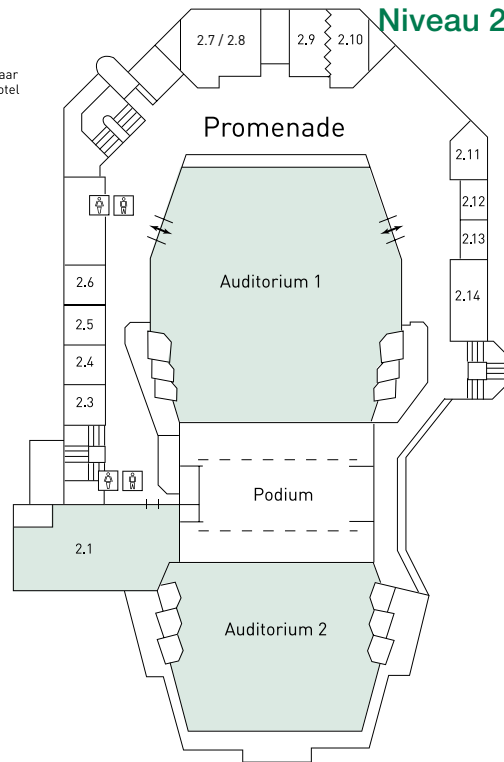 Niveau 2
2.7 / 2.8
2.9
2.10
aar
otel
Promenade
2.11
2.12
2.13
2.14
2.6
2.5
2.4
2.3
Auditorium 1
Podium
2.1
Auditorium 2